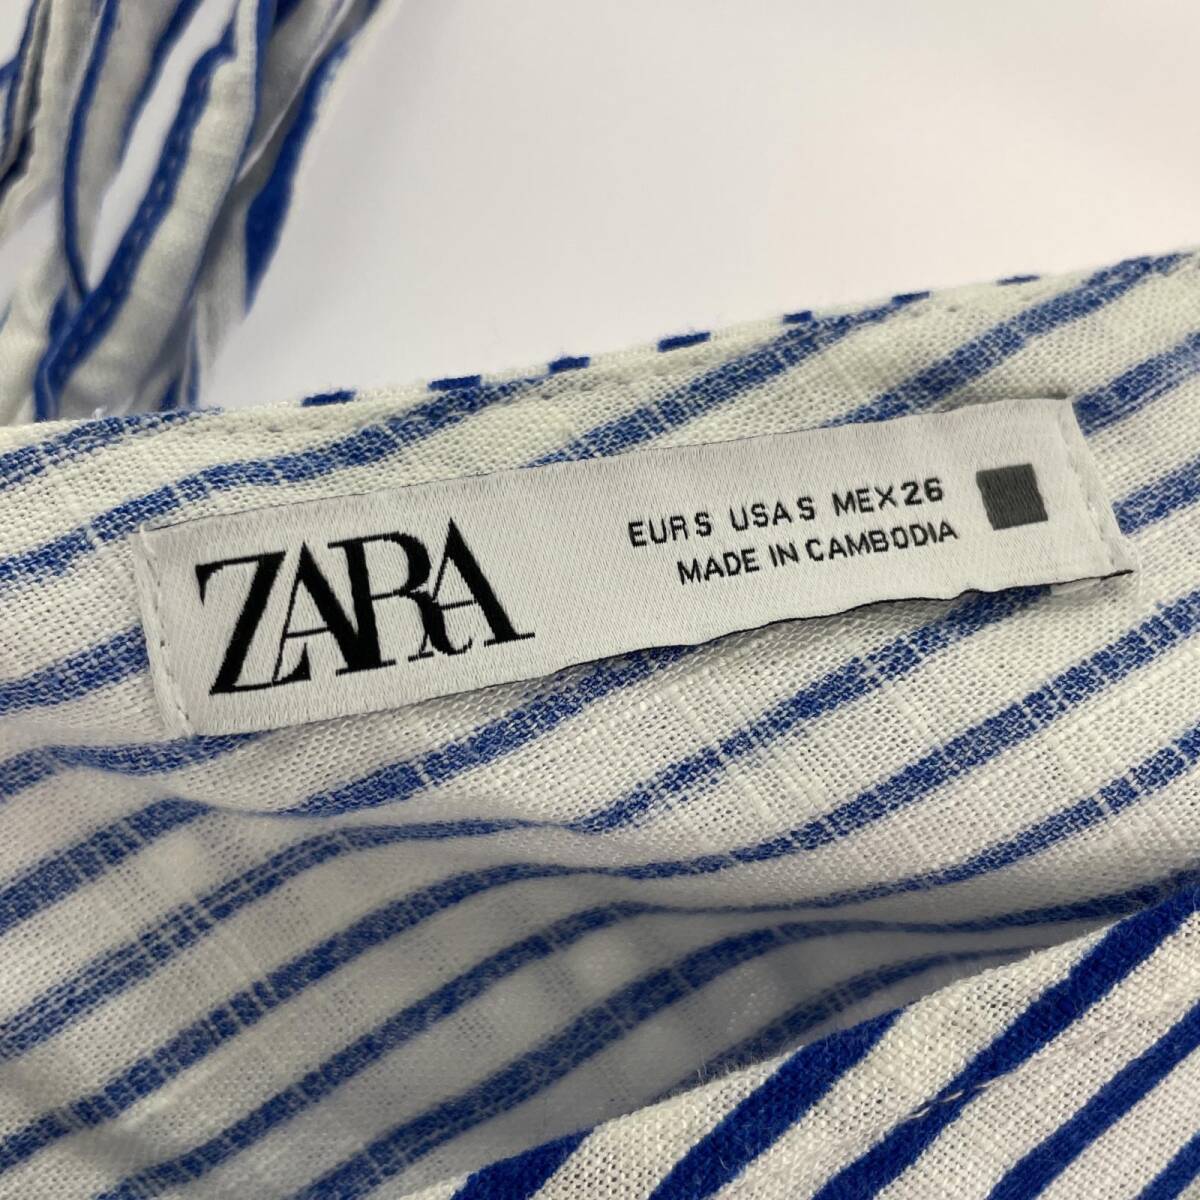 ZARA
EUR S USA S MEX 26
MADE IN CAMBODIA